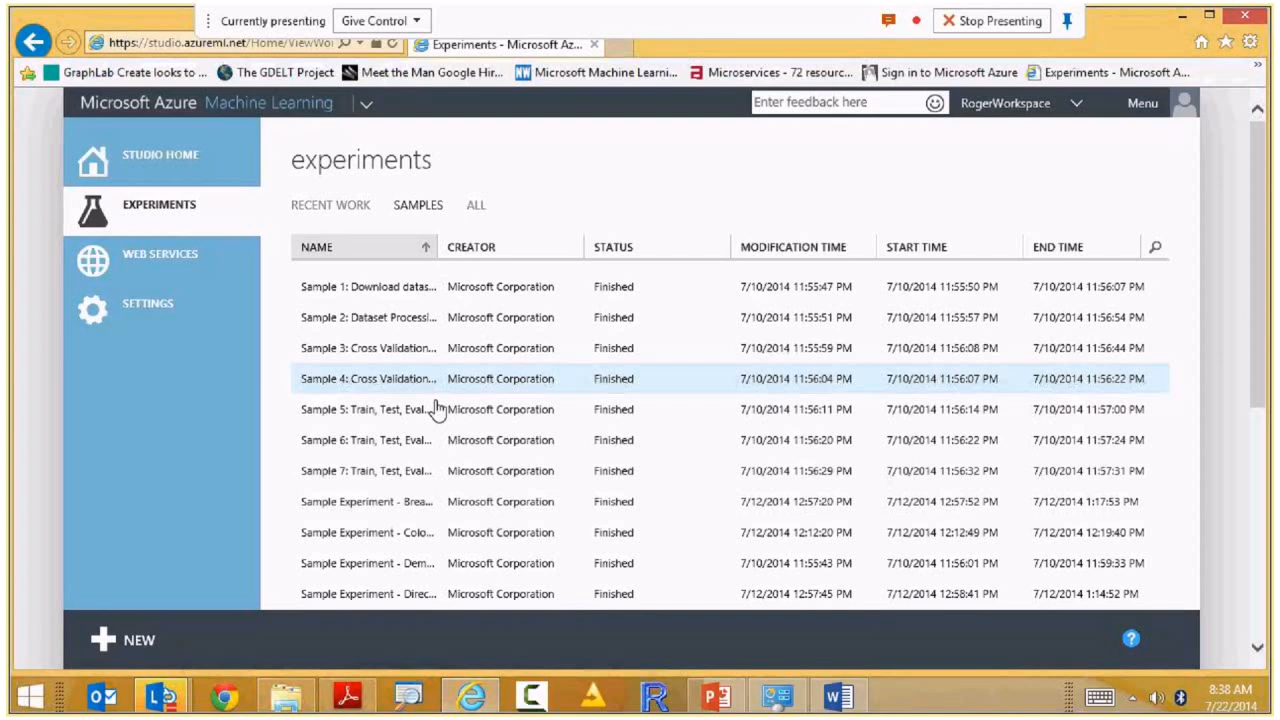 Currently presenting Give Control Stop Presenting
https://studio.azureml.net/Home/ViewWo Experiments - Microsoft Az...
GraphLab Create looks to ... The GDELT Project Meet the Man Google Hir... Microsoft Machine Learni... Microservices - 72 resourc... Sign in to Microsoft Azure Experiments - Microsoft A...
Microsoft Azure Machine Learning Enter feedback here RogerWorkspace Menu
STUDIO HOME
EXPERIMENTS
WEB SERVICES
SETTINGS
experiments
RECENT WORK SAMPLES ALL
NAME CREATOR STATUS MODIFICATION TIME START TIME END TIME
Sample 1: Download datas... Microsoft Corporation Finished 7/10/2014 11:55:47 PM 7/10/2014 11:55:50 PM 7/10/2014 11:56:07 PM
Sample 2: Dataset Processi... Microsoft Corporation Finished 7/10/2014 11:55:51 PM 7/10/2014 11:55:57 PM 7/10/2014 11:56:54 PM
Sample 3: Cross Validation... Microsoft Corporation Finished 7/10/2014 11:55:59 PM 7/10/2014 11:56:08 PM 7/10/2014 11:56:44 PM
Sample 4: Cross Validation... Microsoft Corporation Finished 7/10/2014 11:56:04 PM 7/10/2014 11:56:07 PM 7/10/2014 11:56:22 PM
Sample 5: Train, Test, Eval... Microsoft Corporation Finished 7/10/2014 11:56:11 PM 7/10/2014 11:56:14 PM 7/10/2014 11:57:00 PM
Sample 6: Train, Test, Eval... Microsoft Corporation Finished 7/10/2014 11:56:20 PM 7/10/2014 11:56:22 PM 7/10/2014 11:57:24 PM
Sample 7: Train, Test, Eval... Microsoft Corporation Finished 7/10/2014 11:56:29 PM 7/10/2014 11:56:32 PM 7/10/2014 11:57:31 PM
Sample Experiment - Brea... Microsoft Corporation Finished 7/12/2014 12:57:20 PM 7/12/2014 12:57:52 PM 7/12/2014 1:17:53 PM
Sample Experiment - Colo... Microsoft Corporation Finished 7/12/2014 12:12:20 PM 7/12/2014 12:12:49 PM 7/12/2014 12:19:40 PM
Sample Experiment - Dem... Microsoft Corporation Finished 7/10/2014 11:55:43 PM 7/10/2014 11:56:01 PM 7/10/2014 11:59:33 PM
Sample Experiment - Direc... Microsoft Corporation Finished 7/12/2014 12:57:45 PM 7/12/2014 12:58:41 PM 7/12/2014 1:14:52 PM
NEW
8:38 AM
7/22/2014